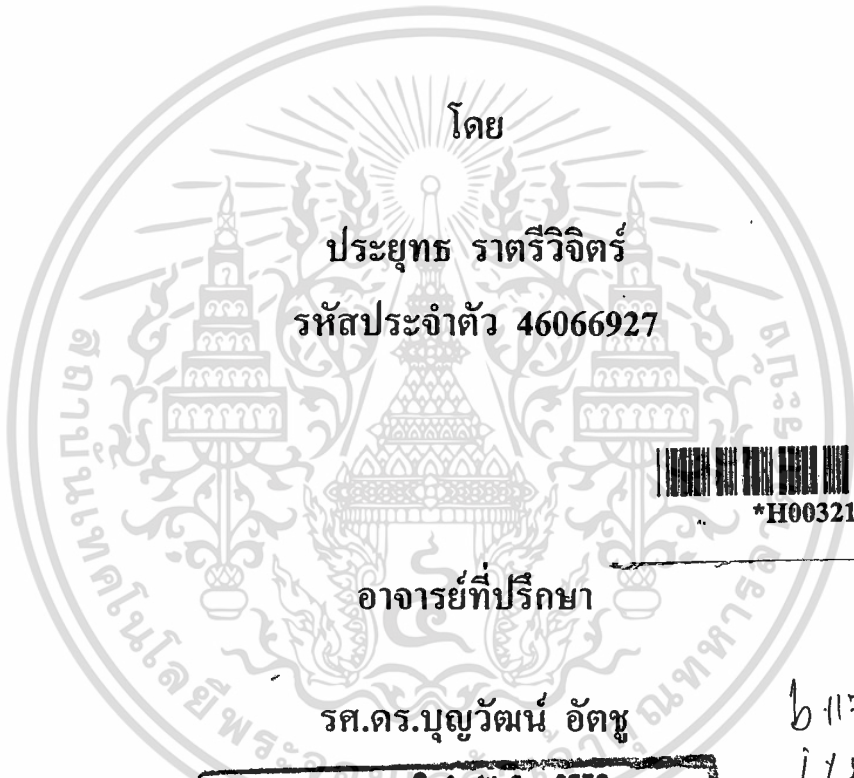 โดย
ประยุทธ ราตรีวิจิตร์
รหัสประจำตัว 46066927
*H00321
อาจารย์ที่ปรึกษา
รศ.ดร.บุญวัฒน์ อัตชู